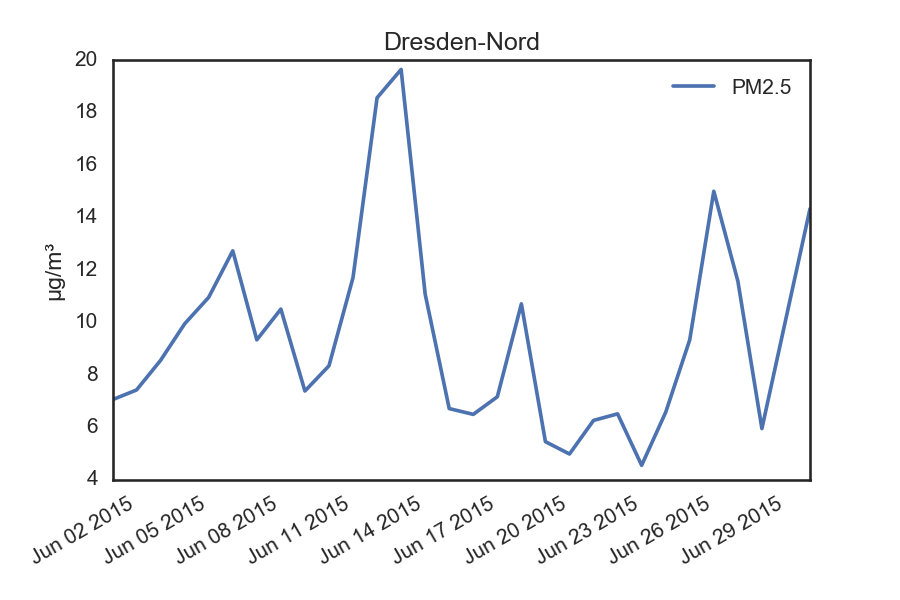 Dresden-Nord
20
18
16
14
12
10
8
6
4
µg/m³
PM2.5
Jun 02 2015
Jun 05 2015
Jun 08 2015
Jun 11 2015
Jun 14 2015
Jun 17 2015
Jun 20 2015
Jun 23 2015
Jun 26 2015
Jun 29 2015